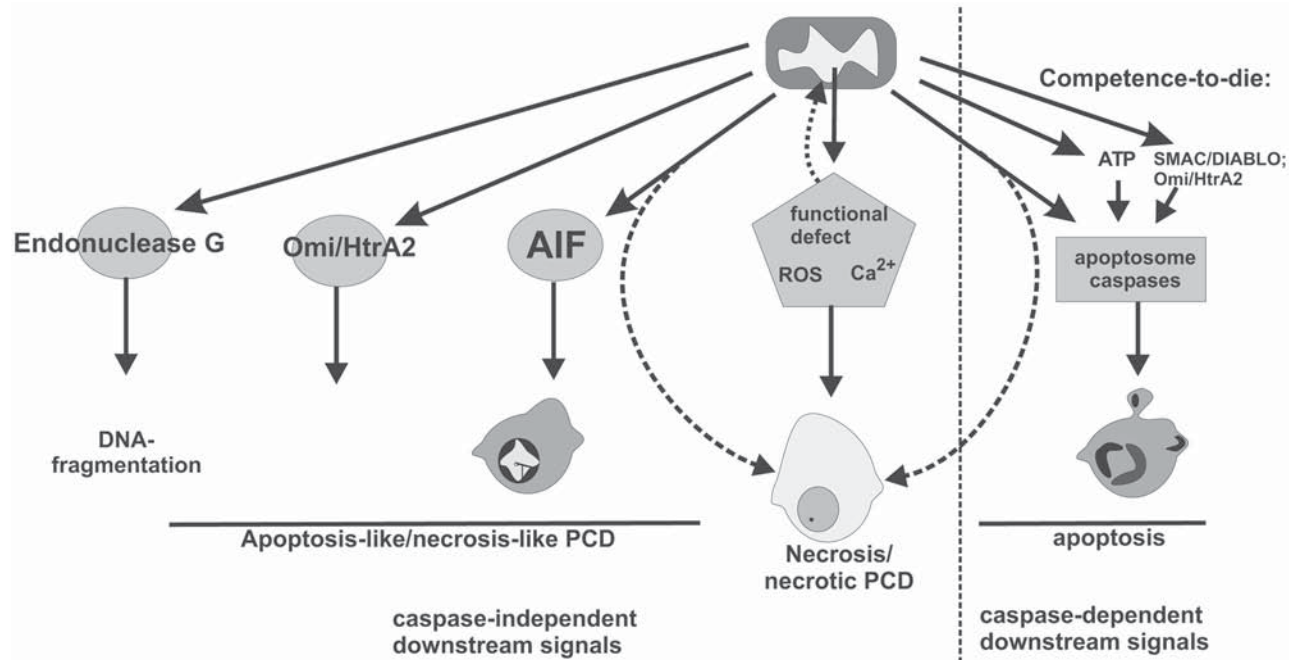 Competence-to-die:
ATP
SMAC/DIABLO;
Omi/HtrA2
Endonuclease G
Omi/HtrA2
AIF
functional
defect
ROS
Ca2+
apoptosome
caspases
DNA-
fragmentation
Apoptosis-like/necrosis-like PCD
Necrosis/
necrotic PCD
apoptosis
caspase-independent
downstream signals
caspase-dependent
downstream signals